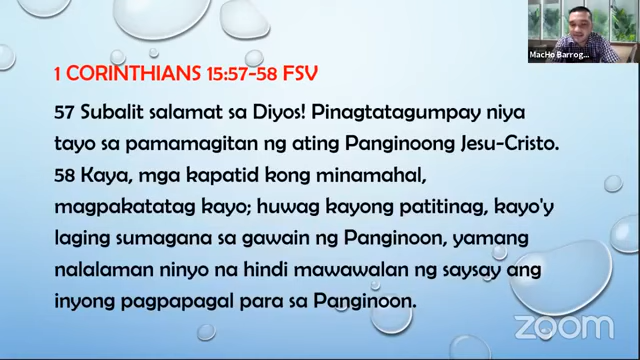 MacHo Barrog...
1 CORINTHIANS 15:57-58 FSV
57 Subalit salamat sa Diyos! Pinagtatagumpay niya
tayo sa pamamagitan ng ating Panginoong Jesu-Cristo.
58 Kaya, mga kapatid kong minamahal,
magpakatatag kayo; huwag kayong patitinag, kayo'y
laging sumagana sa gawain ng Panginoon, yamang
nalalaman ninyo na hindi mawawalan ng saysay ang
inyong pagpapagal para sa Panginoon.
zoom